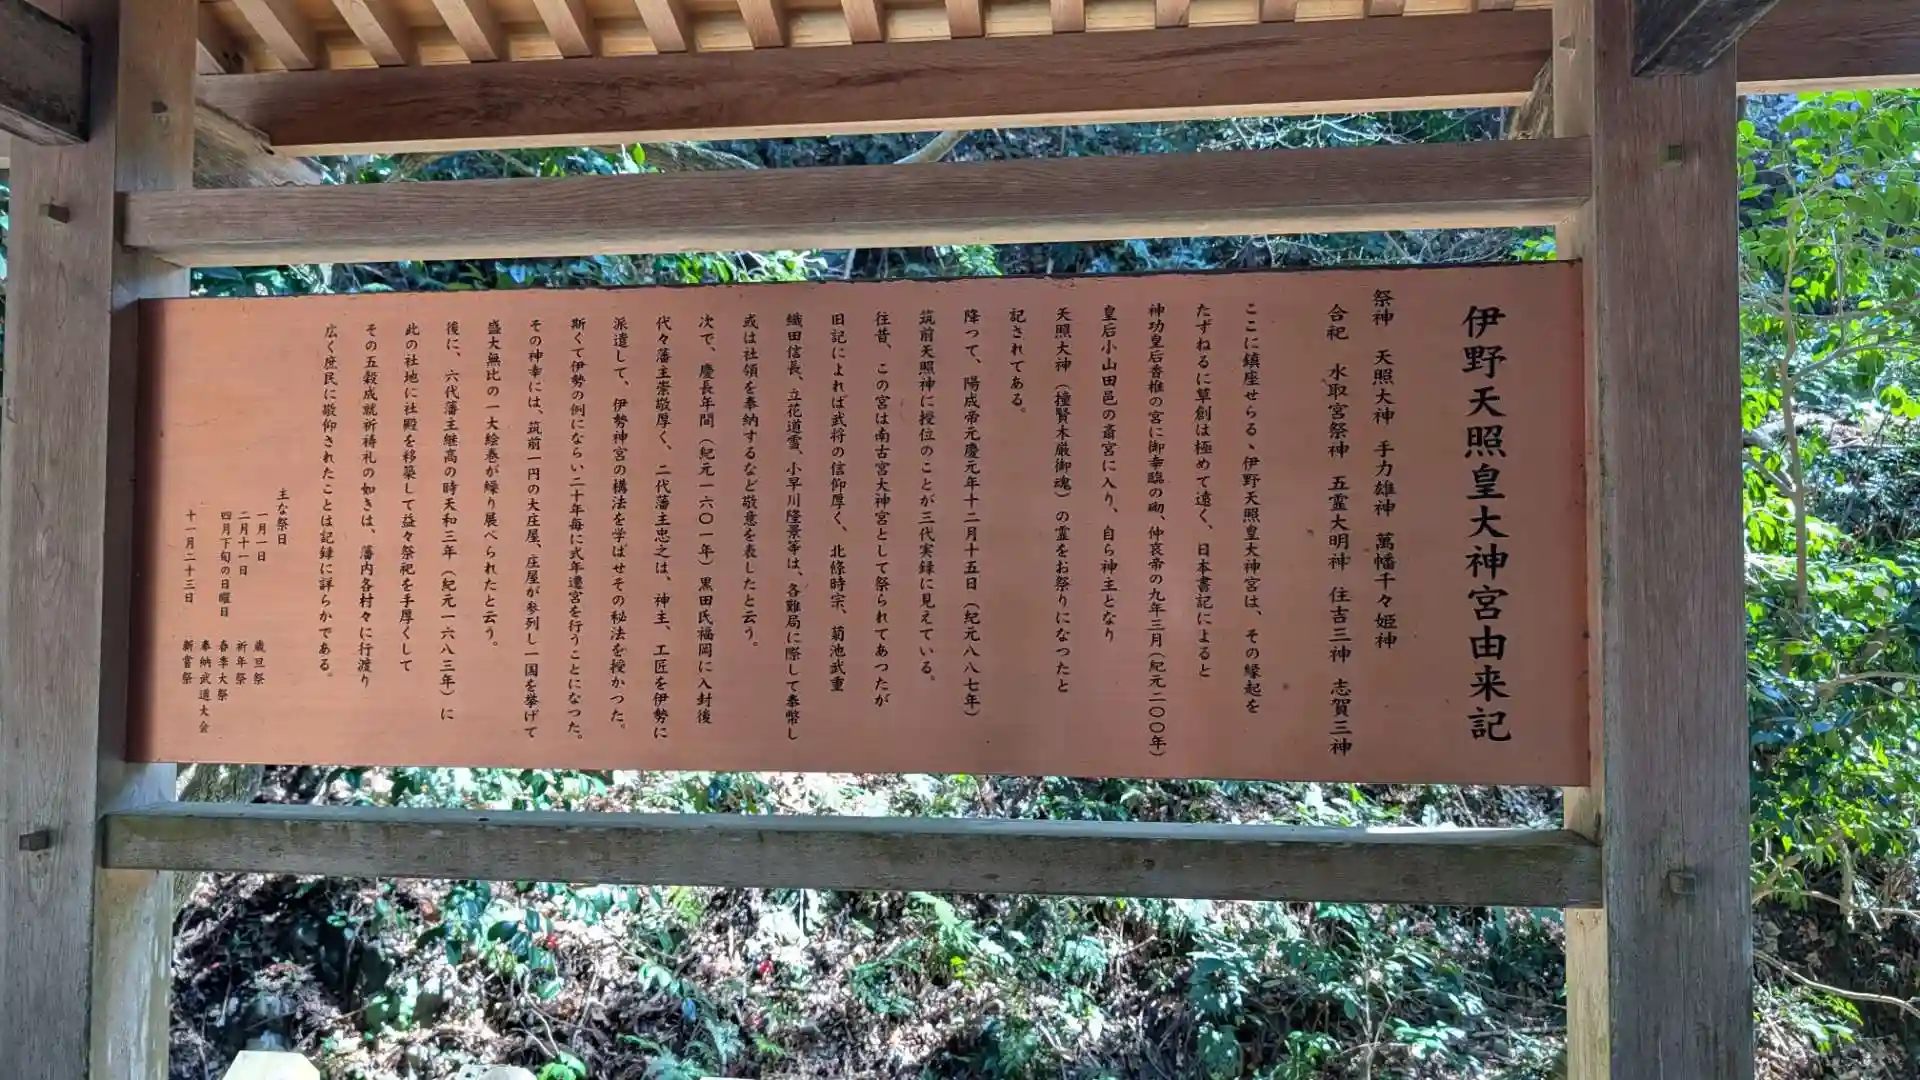 伊野天照皇大神宮由来記
祭神　天照大神　手力雄神　萬幡千々姫神
合祀　水取宮祭神　五霊大明神　住吉三神　志賀三神
ここに鎮座せらるゝ伊野天照皇大神宮は、その縁起を
たずねるに草創は極めて遠く、日本書記によると
神功皇后香椎の宮に御幸臨の砌、仲哀帝の九年三月(紀元二〇〇年)
皇后小山田邑の斎宮に入り、自ら神主となり
天照大神（撞賢木厳御魂）の霊をお祭りになつたと
記されてある。
降つて、陽成帝元慶元年十二月十五日（紀元八八七年）
筑前天照神に授位のことが三代実録に見えている。
往昔、この宮は南古宮大神宮として祭られてあつたが
旧記によれば武将の信仰厚く、北條時宗、菊池武重
織田信長、立花道雪、小早川隆景等は、各難局に際して奉幣し
或は社領を奉納するなど敬意を表したと云う。
次で、慶長年間（紀元一六〇一年）黒田氏福岡に入封後
代々藩主崇敬厚く、二代藩主忠之は、神主、工匠を伊勢に
派遣して、伊勢神宮の構法を学ばせその秘法を授かつた。
斯くて伊勢の例にならい二十年毎に式年遷宮を行うことになつた。
その神幸には、筑前一円の大庄屋、庄屋が参列し一国を挙げて
盛大無比の一大絵巻が繰り展べられたと云う。
後に、六代藩主継高の時天和三年（紀元一六八三年）に
此の社地に社殿を移築して益々祭祀を手厚くして
その五穀成就祈祷礼の如きは、藩内各村々に行渡り
広く庶民に敬仰されたことは記録に詳らかである。
主な祭日
一月一日　歳旦祭
二月十一日　祈年祭
四月下旬の日曜日　春季大祭
奉納武道大会
十一月二十三日　新嘗祭